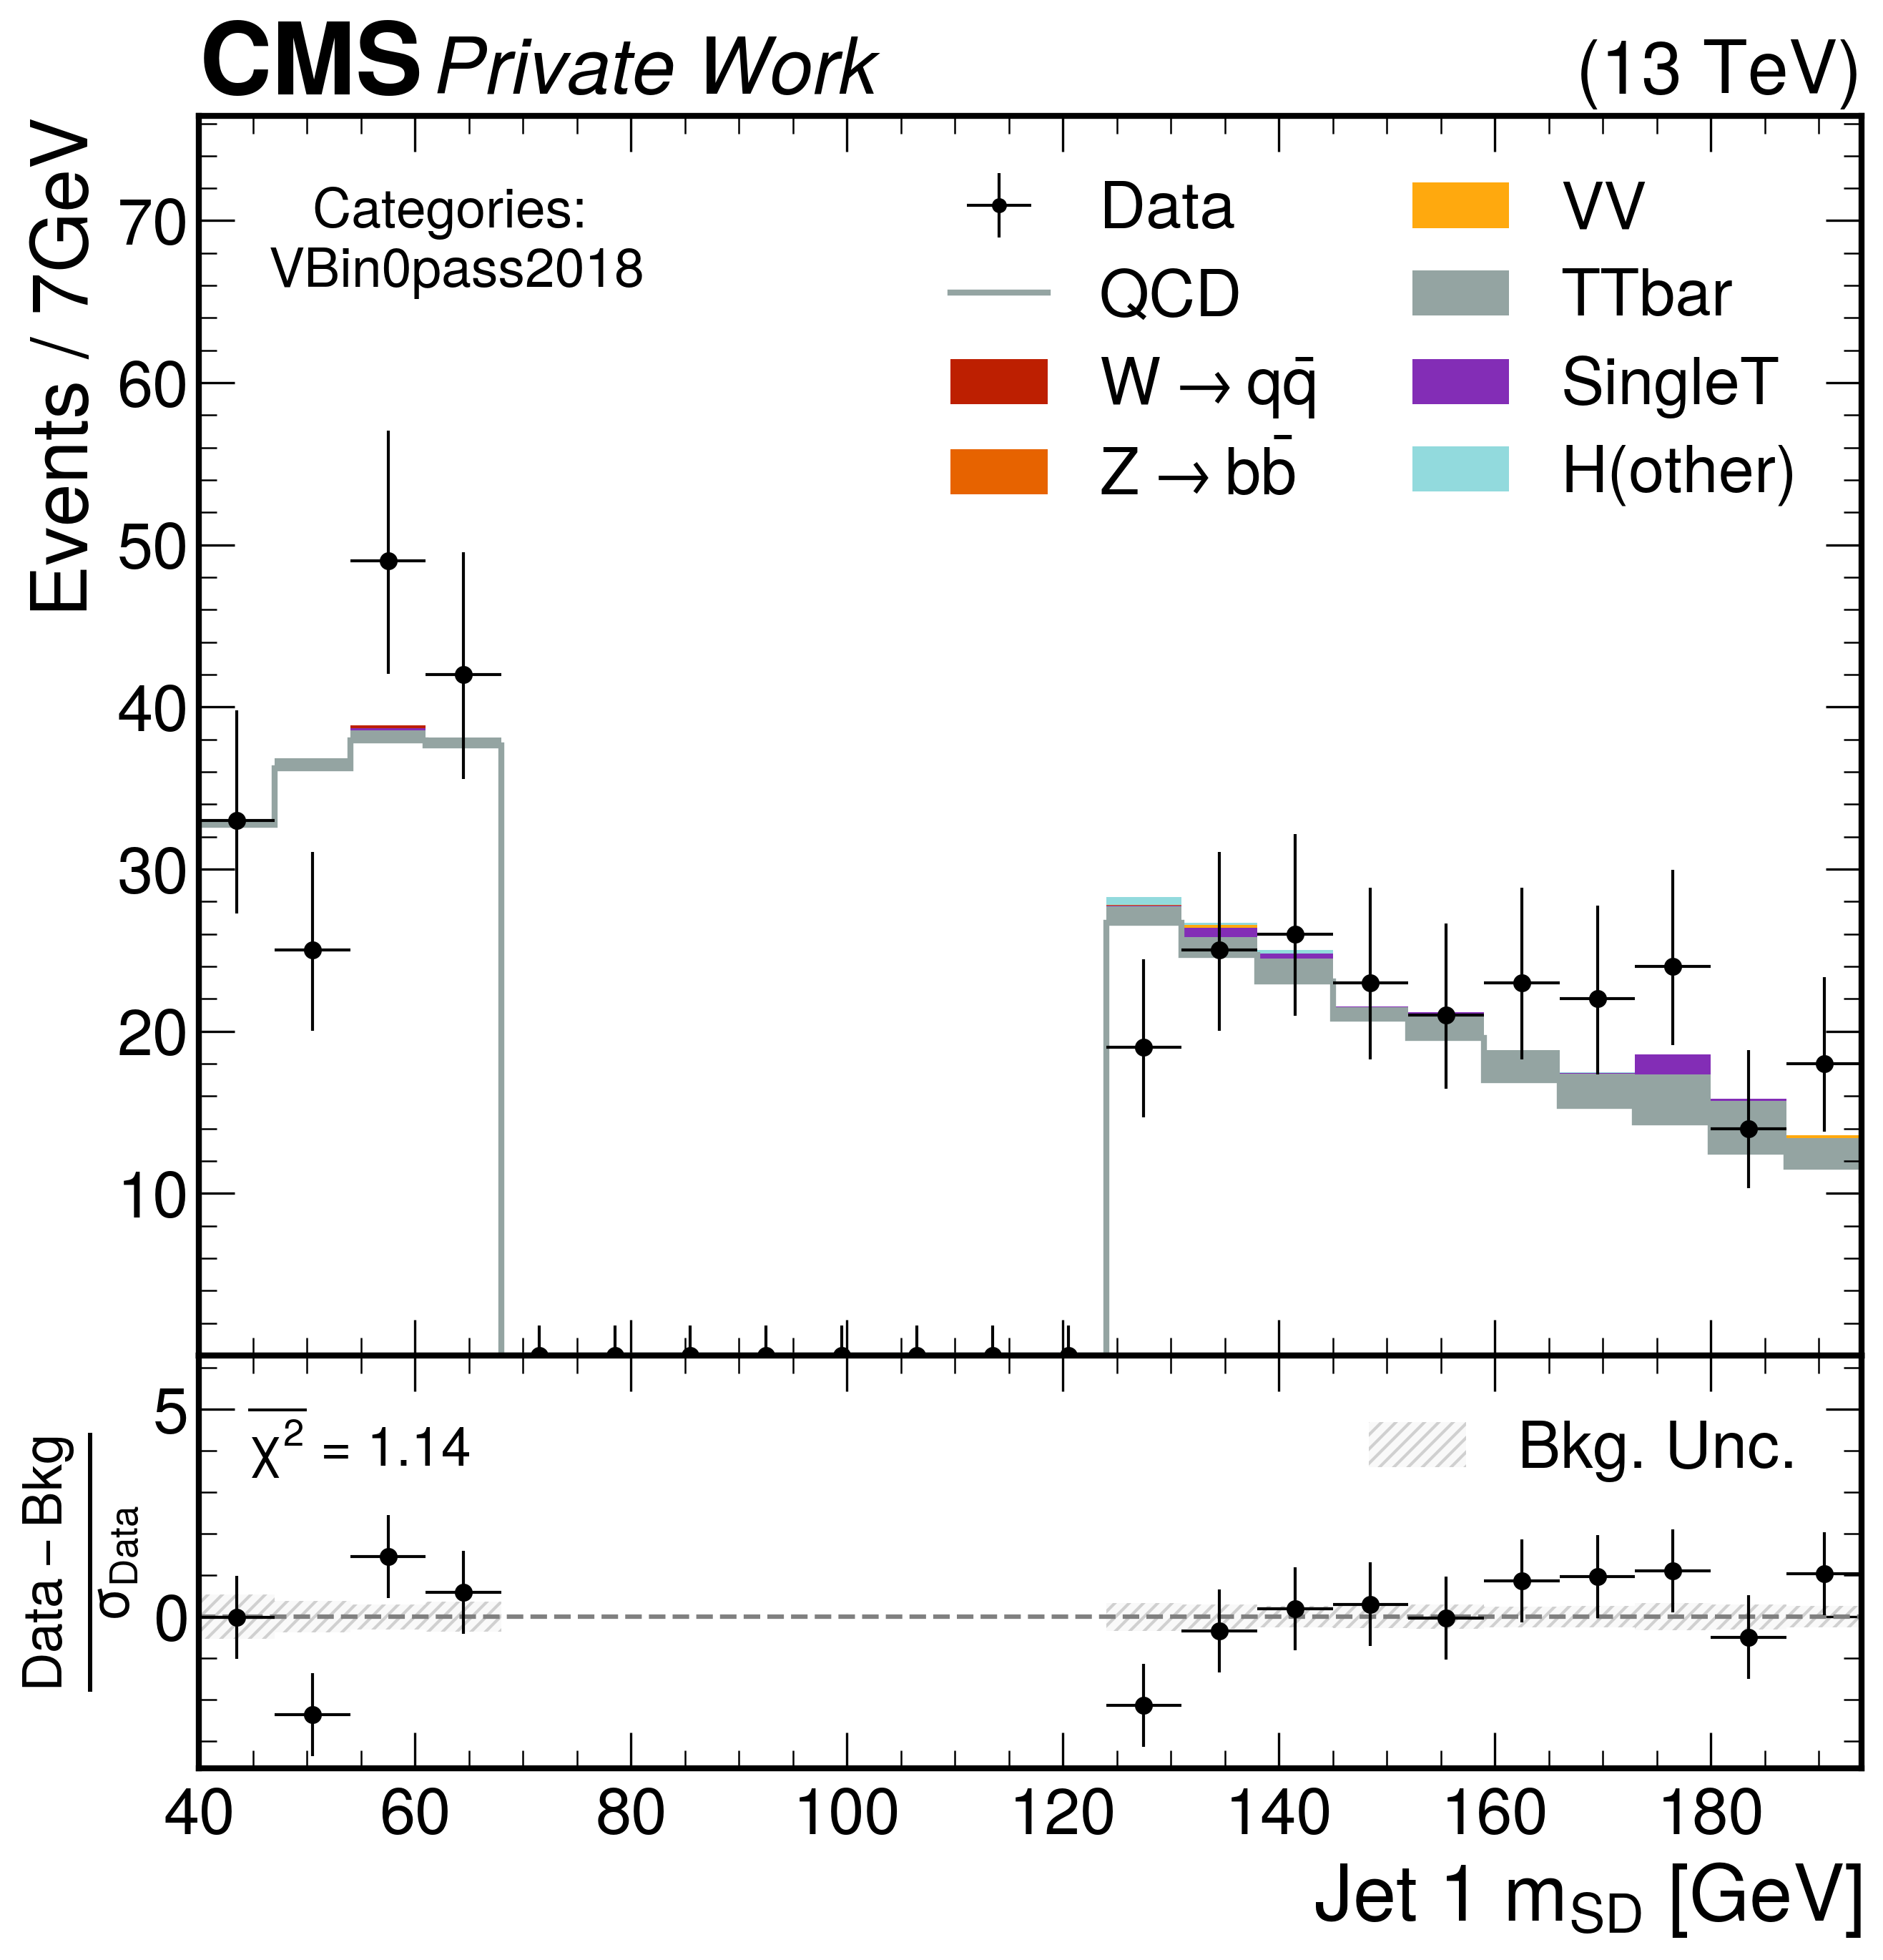 CMS Private Work (13 TeV)
Events / 7GeV
70
60
50
40
30
20
10
Categories:
VBin0pass2018
Data
QCD
W → qq̄
Z → bb̄
VV
TTbar
SingleT
H(other)
Data − Bkg
σData
5
0
χ² = 1.14
Bkg. Unc.
40 60 80 100 120 140 160 180
Jet 1 mSD [GeV]